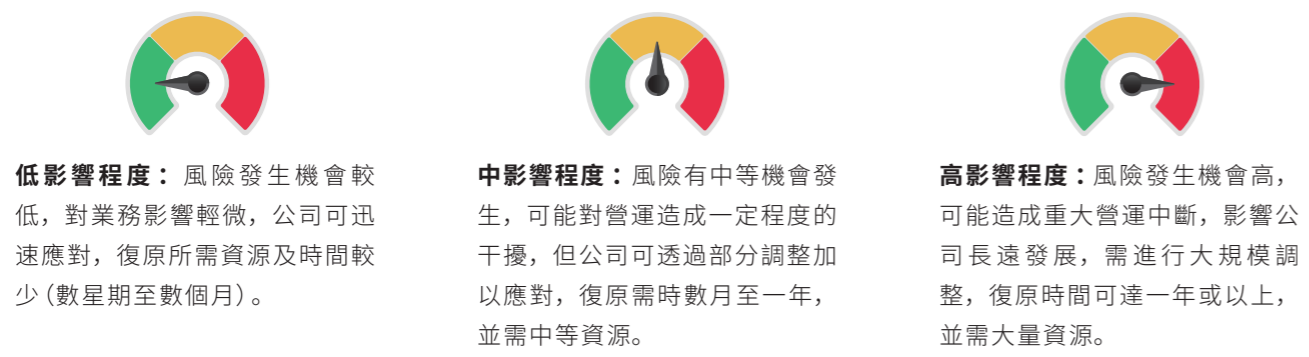 低影響程度：風險發生機會較
低，對業務影響輕微，公司可迅
速應對，復原所需資源及時間較
少（數星期至數個月）。
中影響程度：風險有中等機會發
生，可能對營運造成一定程度的
干擾，但公司可透過部分調整加
以應對，復原需時數月至一年，
並需中等資源。
高影響程度：風險發生機會高，
可能造成重大營運中斷，影響公
司長遠發展，需進行大規模調
整，復原時間可達一年或以上，
並需大量資源。